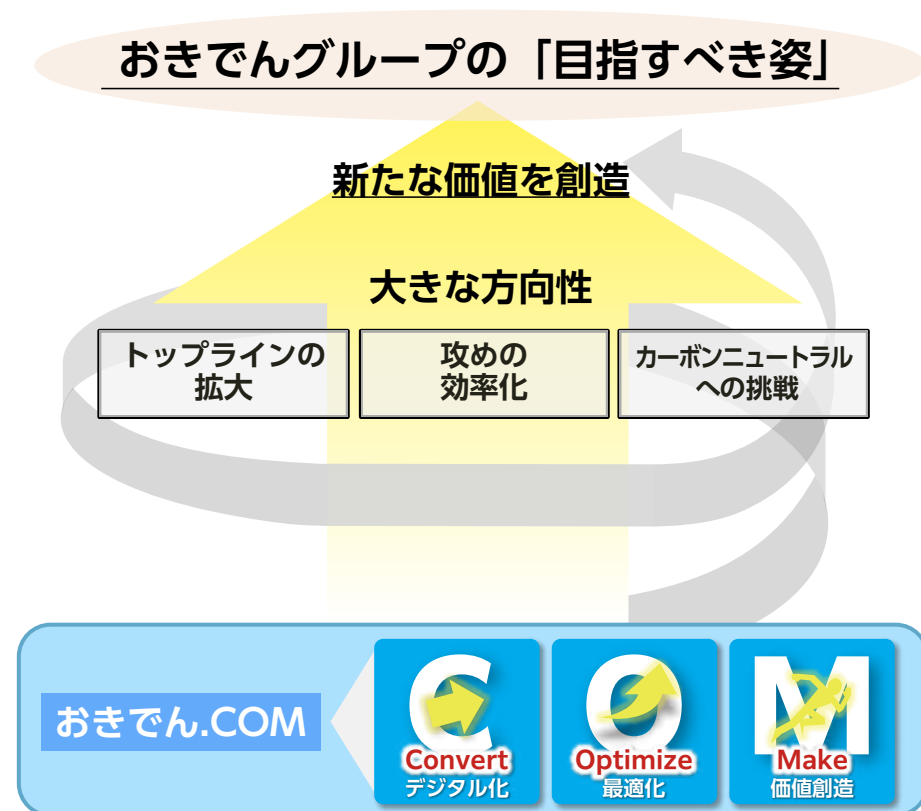 おきでんグループの「目指すべき姿」
新たな価値を創造
大きな方向性
トップラインの
拡大
攻めの
効率化
カーボンニュートラル
への挑戦
おきでん.COM
C
Convert
デジタル化
O
Optimize
最適化
M
Make
価値創造